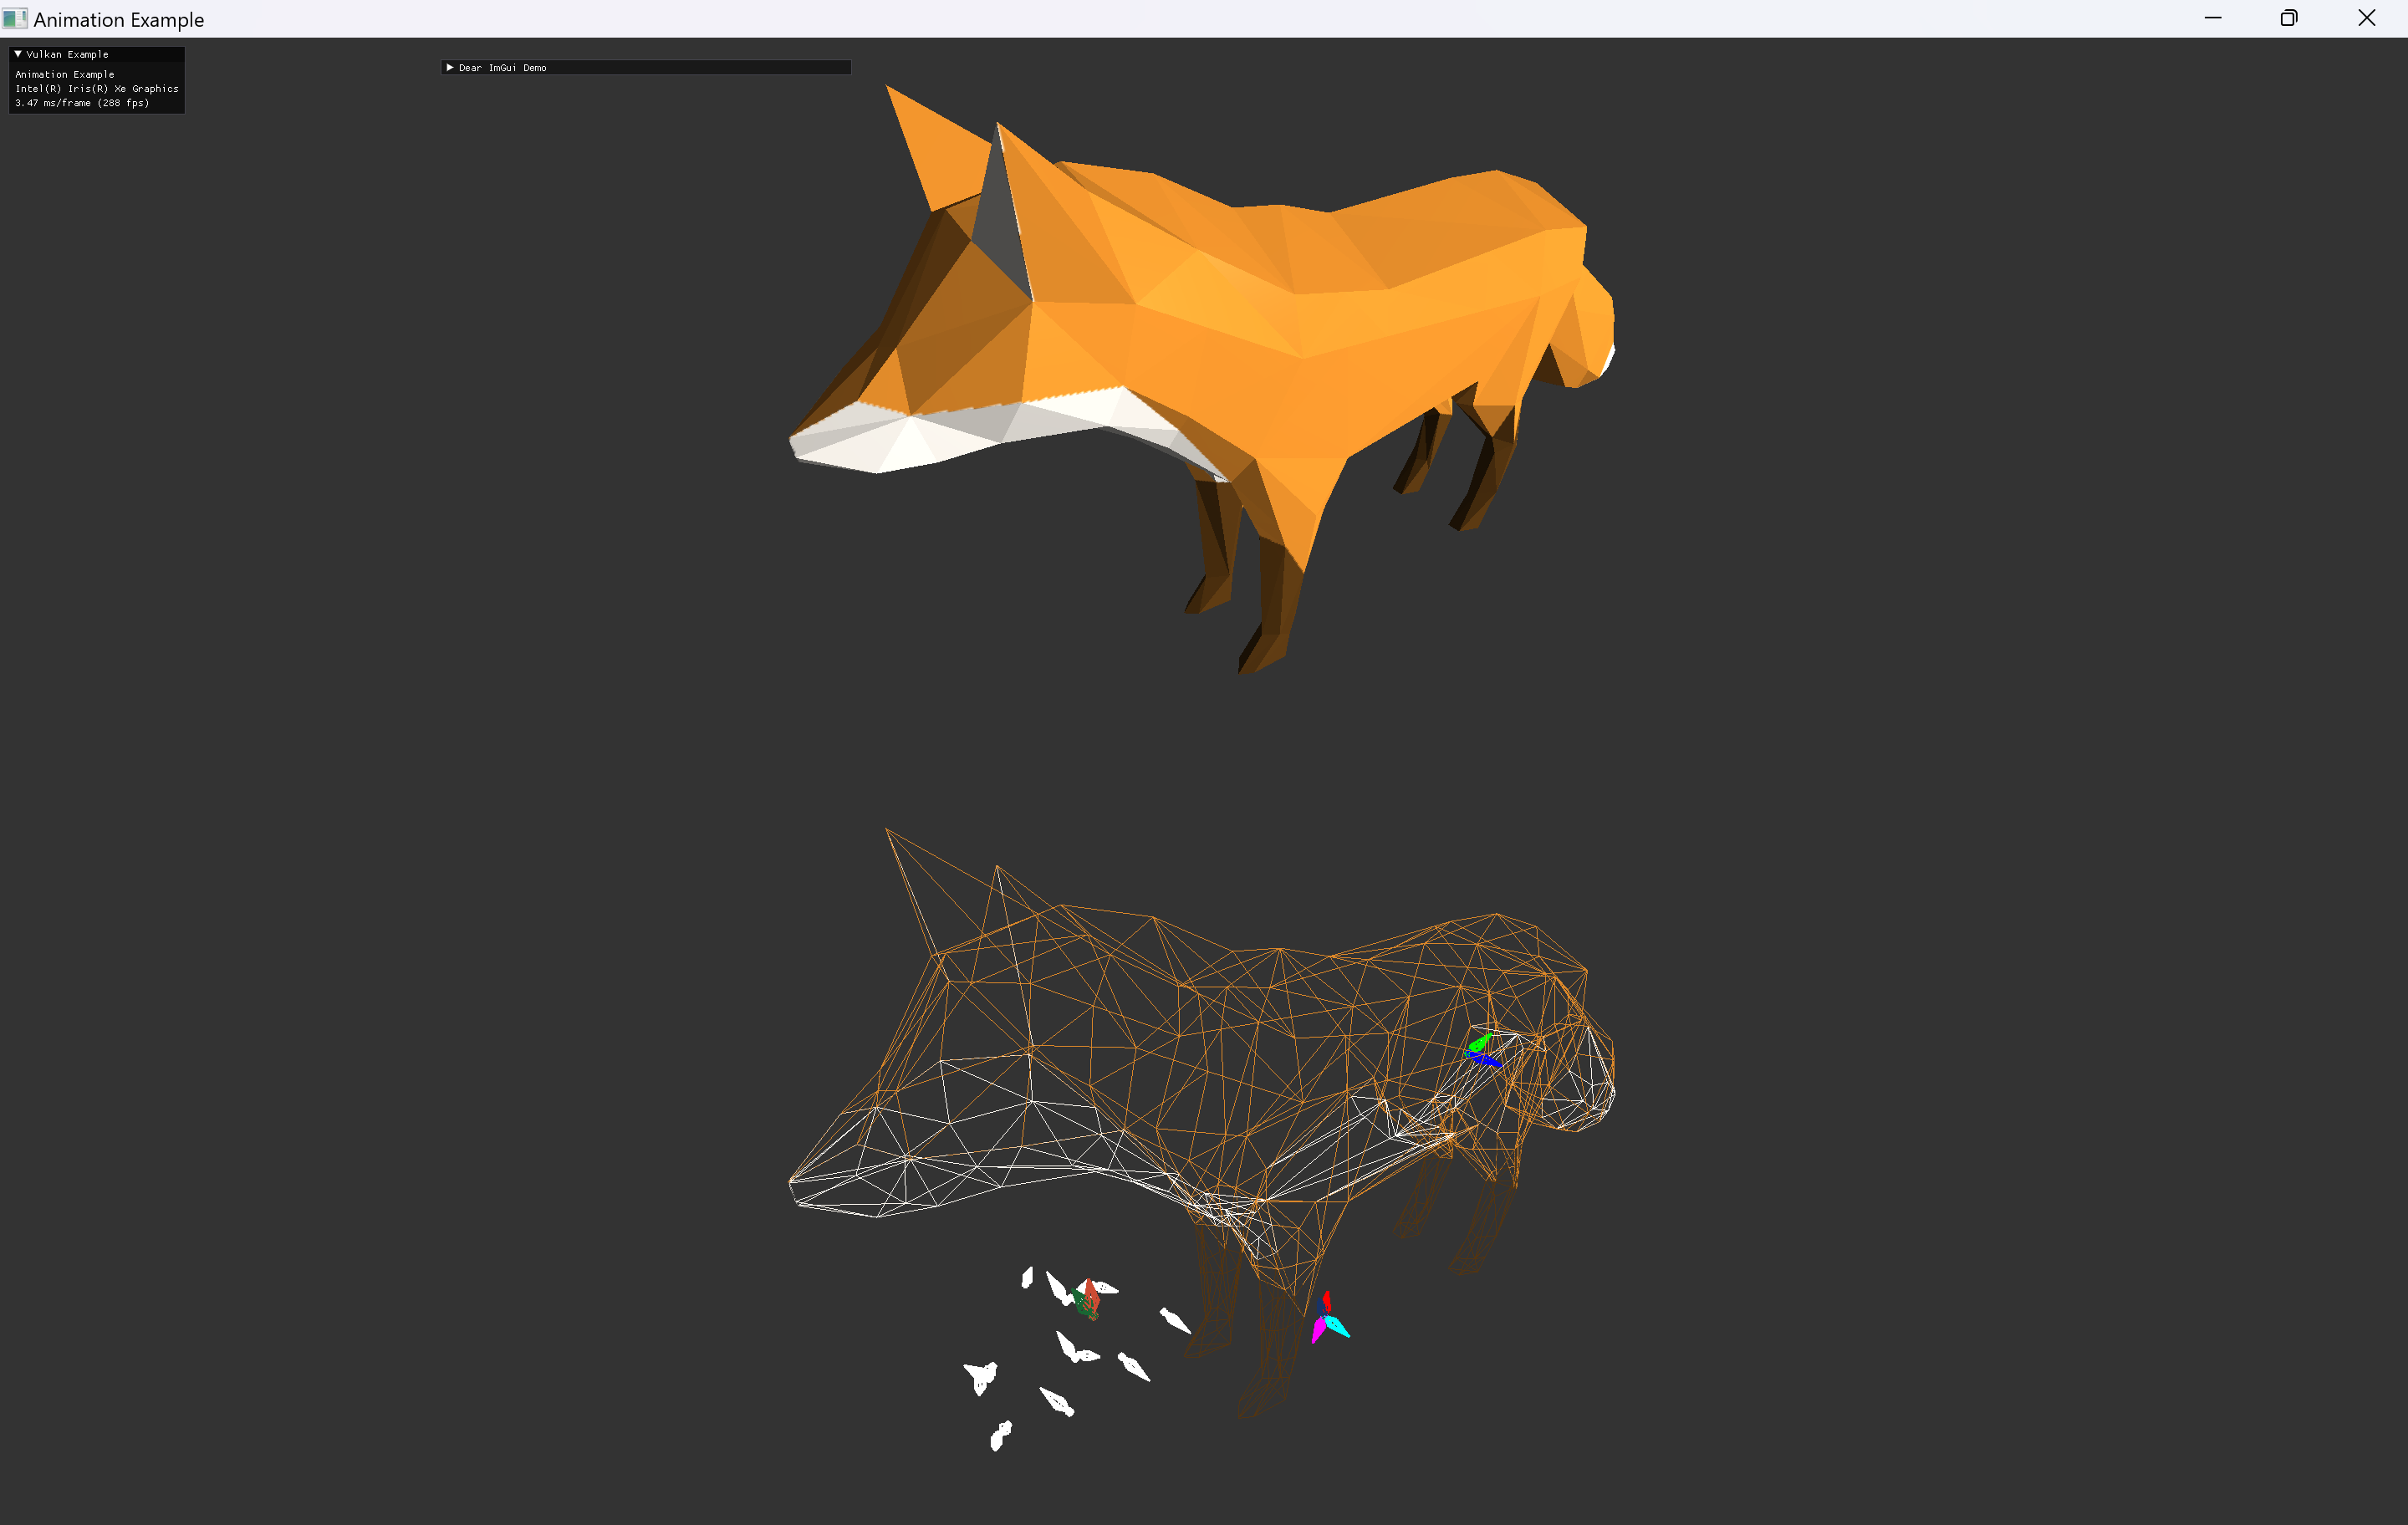 Animation Example
Vulkan Example
Animation Example
Intel(R) Iris(R) Xe Graphics
3.47 ms/frame (288 fps)
Dear ImGui Demo